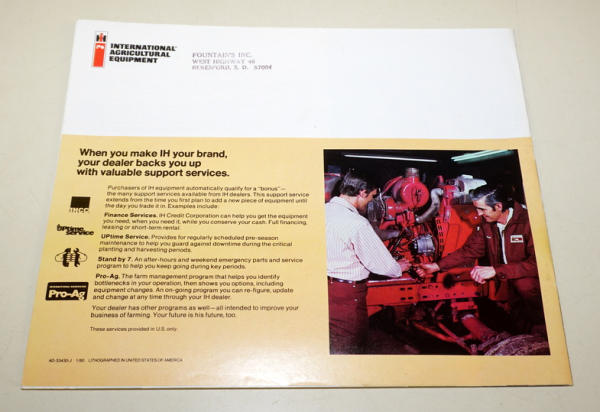 INTERNATIONAL
AGRICULTURAL
EQUIPMENT
FOUNTAIN'S INC.
WEST HIGHWAY 46
BERESFORD, S. D. 57004
When you make IH your brand,
your dealer backs you up
with valuable support services.
Purchasers of IH equipment automatically qualify for a "bonus"—
the many support services available from IH dealers. This support service
extends from the time you first plan to add a new piece of equipment until
the day you trade it in. Examples include:
Finance Services. IH Credit Corporation can help you get the equipment
you need, when you need it, while you conserve your cash. Full financing,
leasing or short-term rental.
UPtime Service. Provides for regularly scheduled pre-season
maintenance to help you guard against downtime during the critical
planting and harvesting periods.
Stand by 7. An after-hours and weekend emergency parts and service
program to help you keep going during key periods.
Pro-Ag. The farm management program that helps you identify
bottlenecks in your operation, then shows you options, including
equipment changes. An on-going program you can re-figure, update
and change at any time through your IH dealer.
Your dealer has other programs as well—all intended to improve your
business of farming. Your future is his future, too.
These services provided in U.S. only.
IHCC
UPtime
service
Pro-Ag
AD-33430-J 1/80 LITHOGRAPHED IN UNITED STATES OF AMERICA